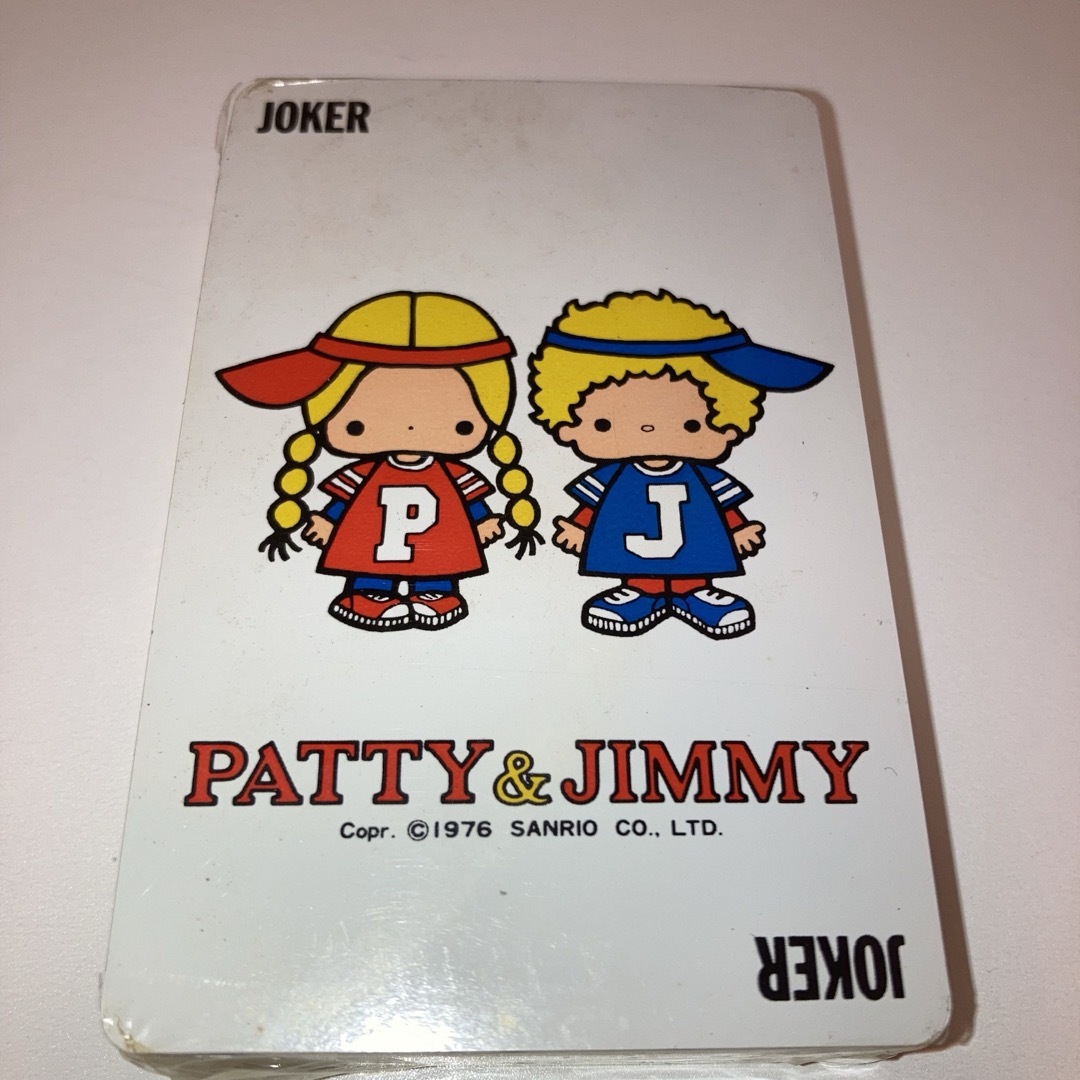 JOKER
P
J
PATTY & JIMMY
Copr. ©1976 SANRIO CO., LTD.
JOKER